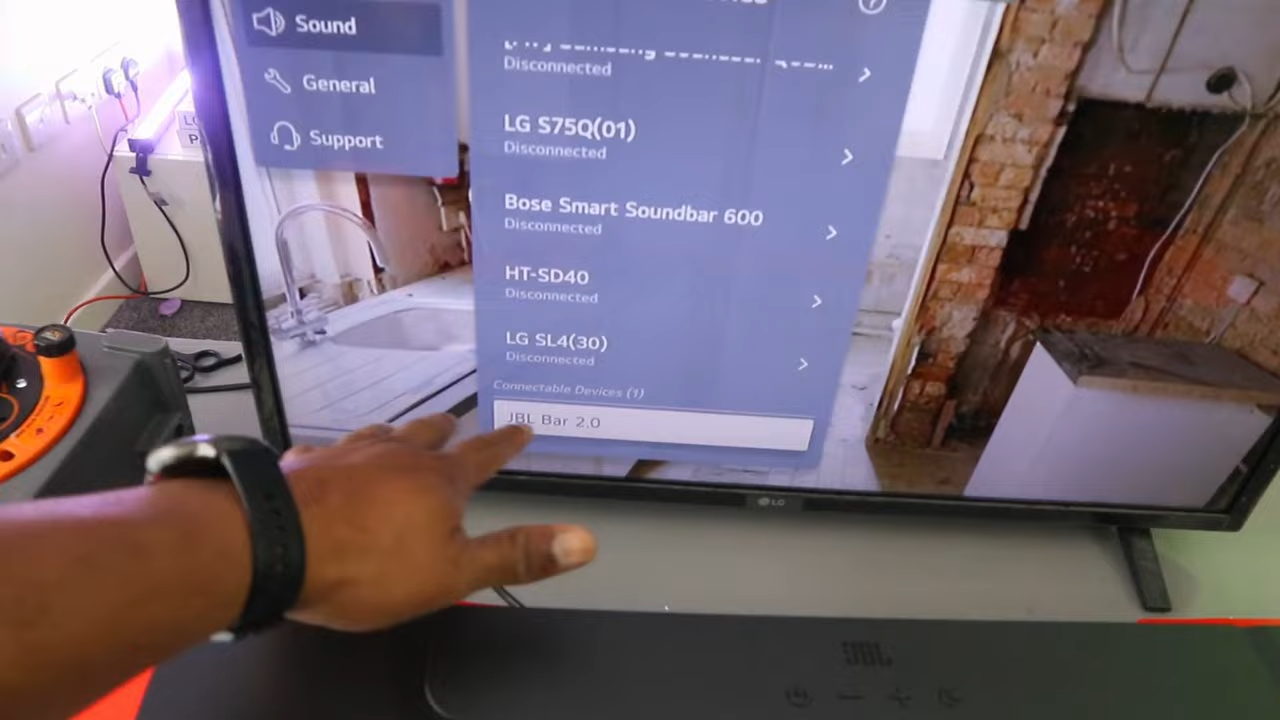 Sound
General
Support
Disconnected
LG S75Q(01)
Disconnected
Bose Smart Soundbar 600
Disconnected
HT-SD40
Disconnected
LG SL4(30)
Disconnected
Connectable Devices (1)
JBL Bar 2.0
LG
JBL